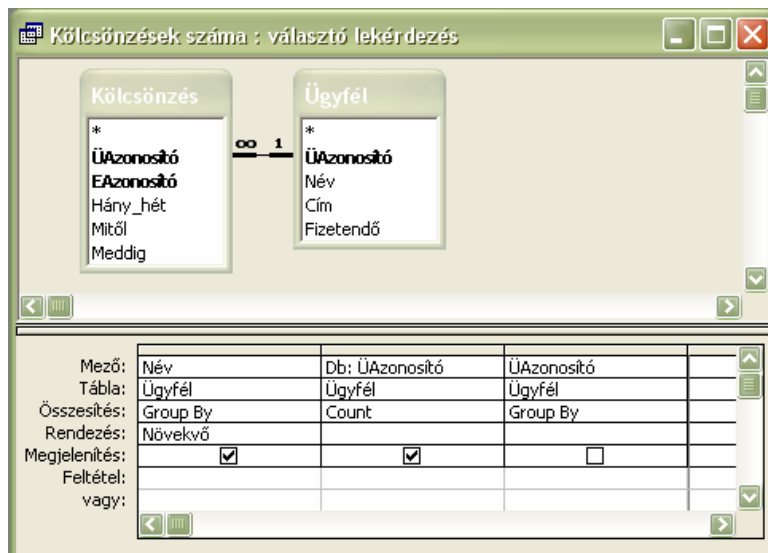 Kölcsönzések száma : választó lekérdezés
Kölcsönzés
*
ÜAzonosító
EAzonosító
Hány_hét
Mitől
Meddig
∞ 1
Ügyfél
*
ÜAzonosító
Név
Cím
Fizetendő
Mező: Név Db: ÜAzonosító ÜAzonosító
Tábla: Ügyfél Ügyfél Ügyfél
Összesítés: Group By Count Group By
Rendezés: Növekvő
Megjelenítés:
Feltétel:
vagy: